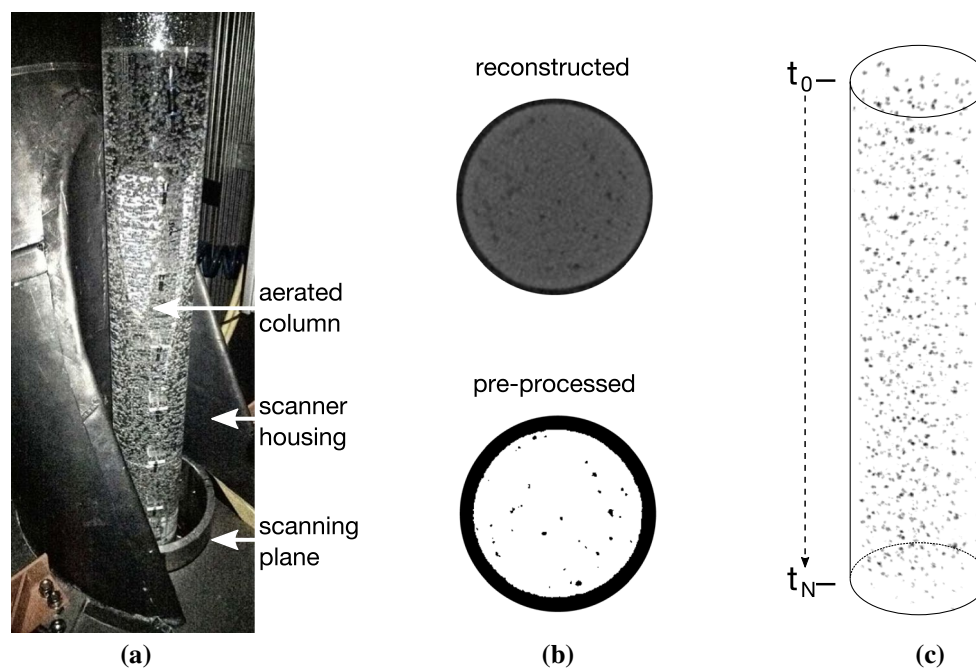 aerated
column
scanner
housing
scanning
plane
(a)
reconstructed
pre-processed
(b)
t0
tN
(c)